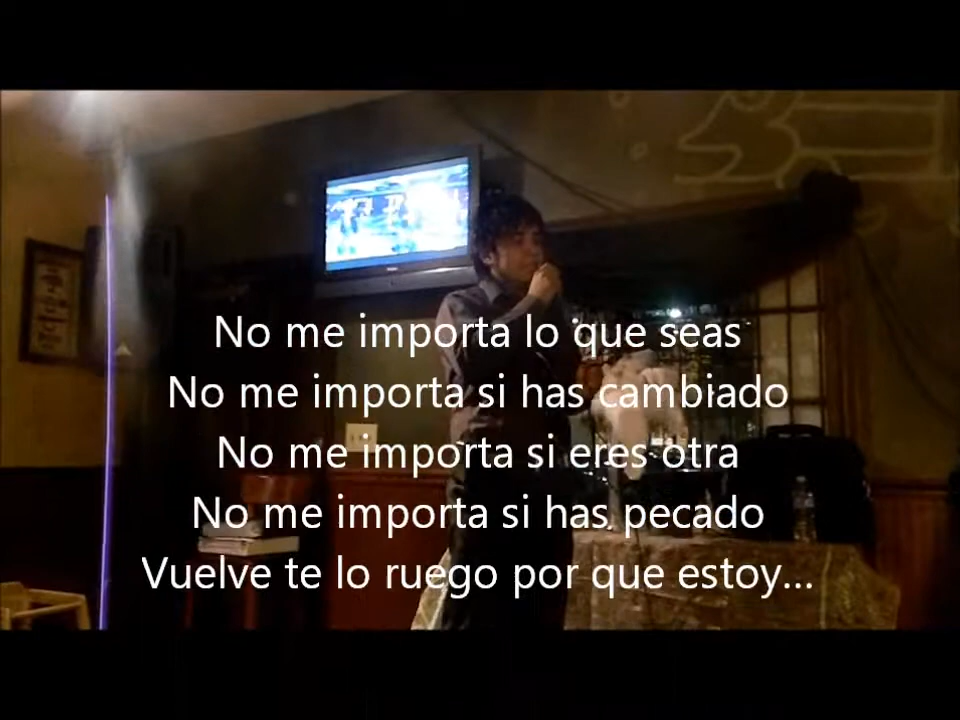 No me importa lo que seas
No me importa si has cambiado
No me importa si eres otra
No me importa si has pecado
Vuelve te lo ruego por que estoy...